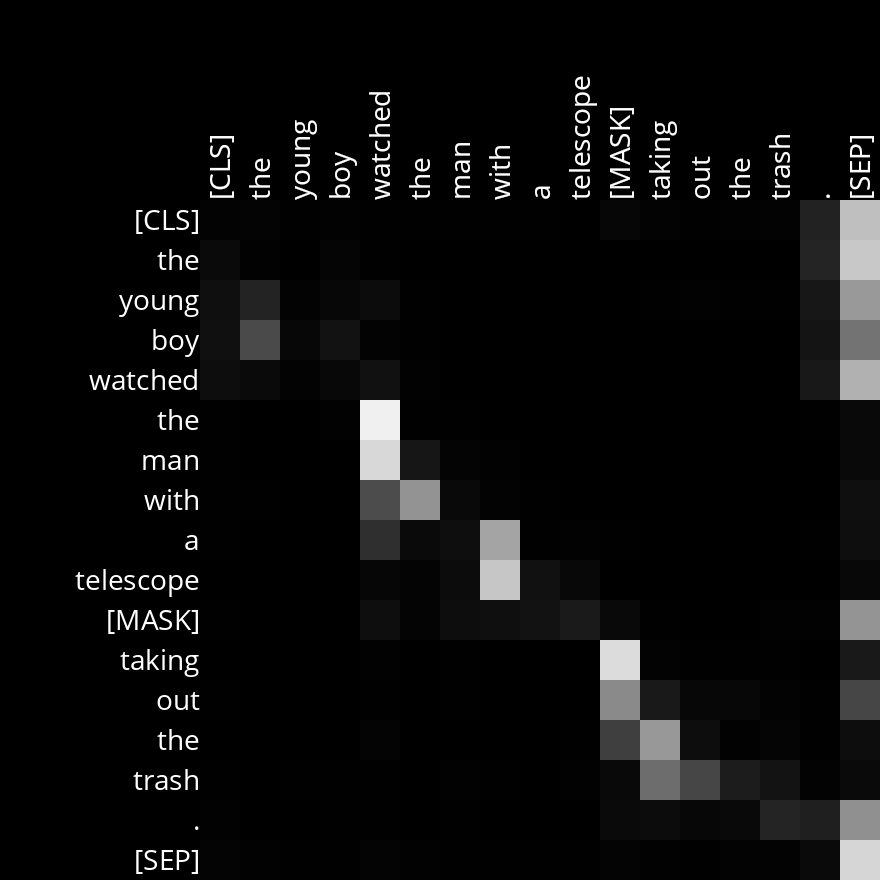 [CLS] the young boy watched the man with a telescope [MASK] taking out the trash . [SEP]
[CLS]
the
young
boy
watched
the
man
with
a
telescope
[MASK]
taking
out
the
trash
.
[SEP]